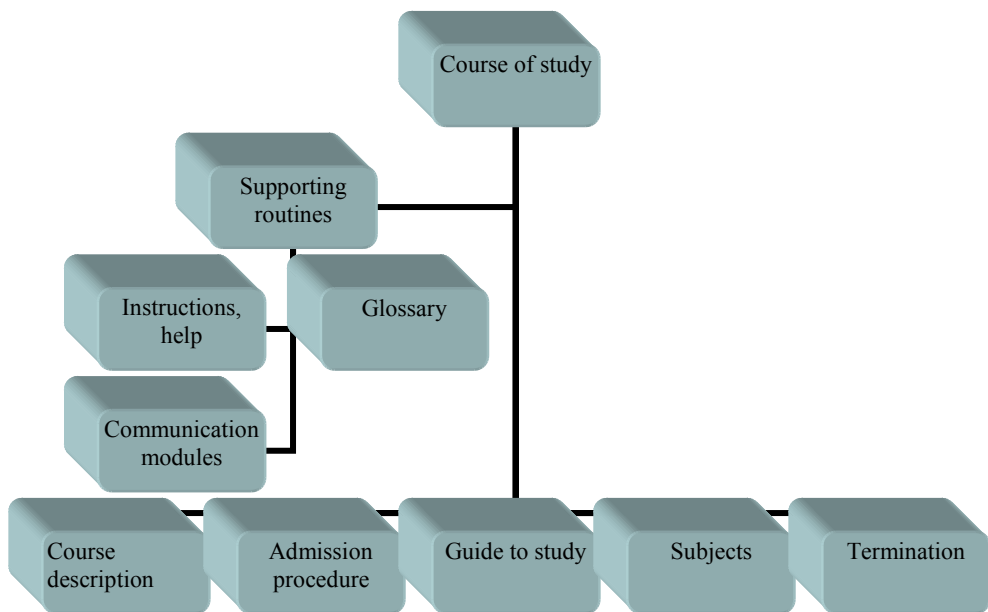 Course of study
Supporting
routines
Instructions,
help
Glossary
Communication
modules
Course
description
Admission
procedure
Guide to study
Subjects
Termination